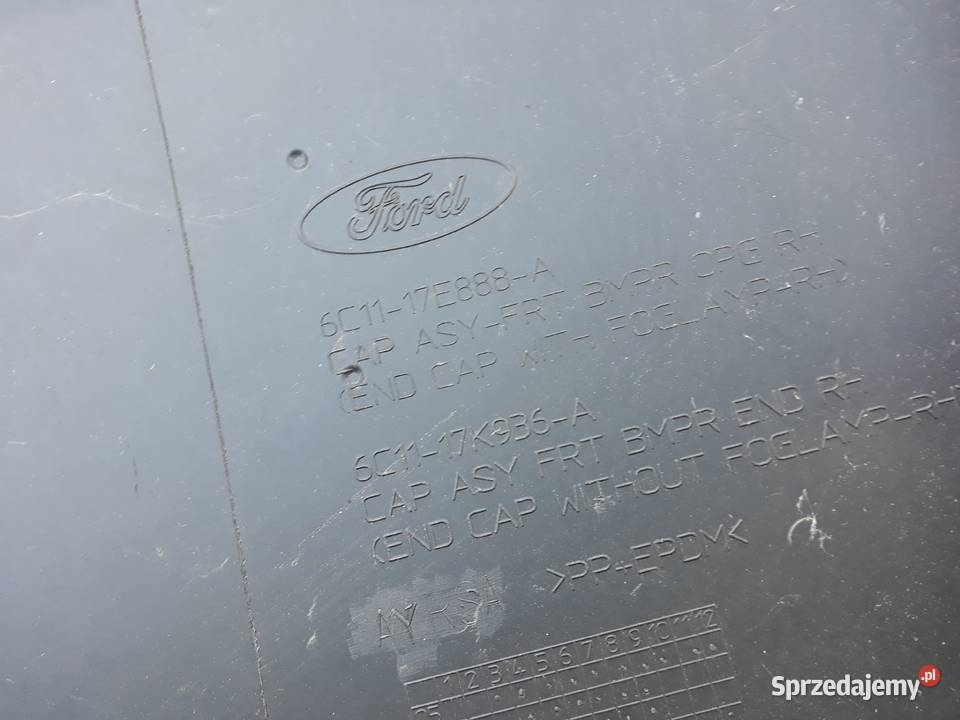 Ford
6C11-17E888-A
CAP ASY-FRT BMPR CPG RH
(END CAP WITH FOGLAMP-RH)
6C11-17K936-A
CAP ASY FRT BMPR END RH
(END CAP WITHOUT FOGLAMP-RH)
>PP+EPDM<
1 2 3 4 5 6 7 8 9 10 11 12
Sprzedajemy.pl